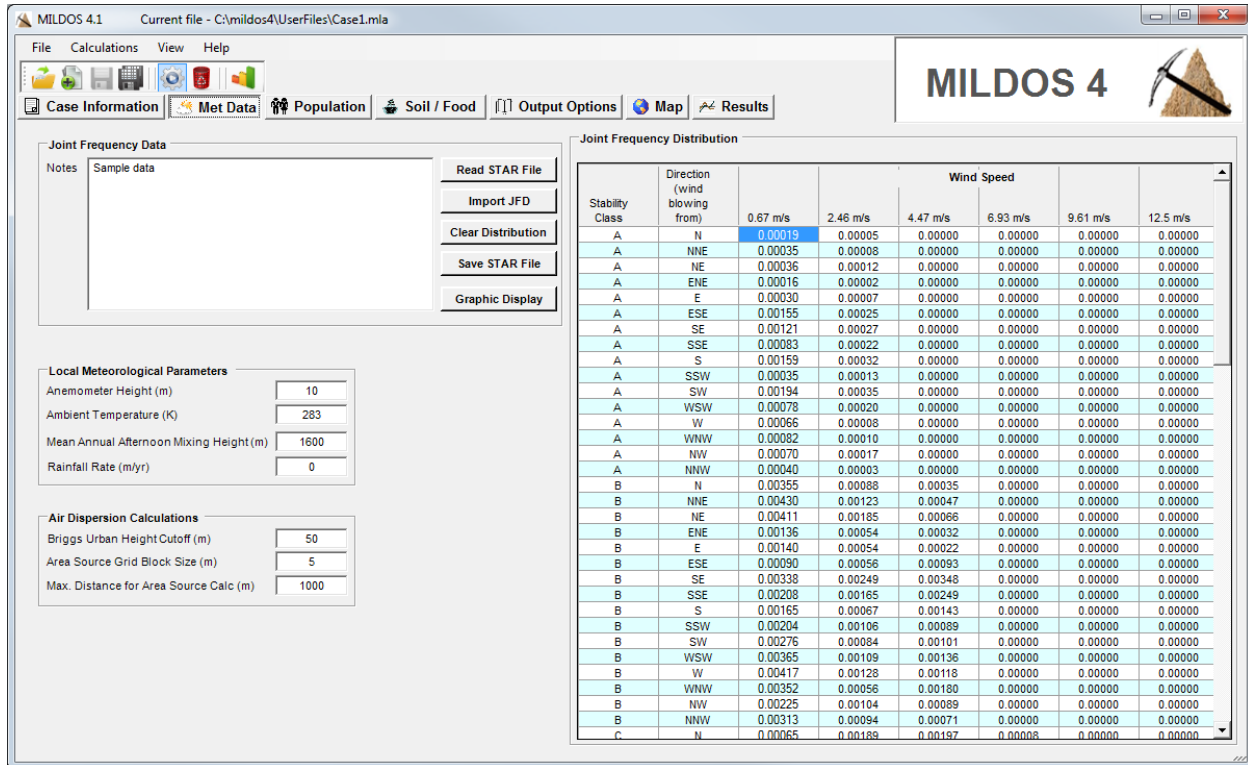 MILDOS 4.1 Current file - C:\mildos4\UserFiles\Case1.mla
File Calculations View Help
MILDOS 4
Case Information Met Data Population Soil / Food Output Options Map Results
Joint Frequency Data
Notes Sample data
Read STAR File
Import JFD
Clear Distribution
Save STAR File
Graphic Display
Local Meteorological Parameters
Anemometer Height (m) 10
Ambient Temperature (K) 283
Mean Annual Afternoon Mixing Height (m) 1600
Rainfall Rate (m/yr) 0
Air Dispersion Calculations
Briggs Urban Height Cutoff (m) 50
Area Source Grid Block Size (m) 5
Max. Distance for Area Source Calc (m) 1000
Joint Frequency Distribution
Wind Speed
Stability Class Direction (wind blowing from) 0.67 m/s 2.46 m/s 4.47 m/s 6.93 m/s 9.61 m/s 12.5 m/s
A N 0.00019 0.00005 0.00000 0.00000 0.00000 0.00000
A NNE 0.00035 0.00008 0.00000 0.00000 0.00000 0.00000
A NE 0.00036 0.00012 0.00000 0.00000 0.00000 0.00000
A ENE 0.00016 0.00002 0.00000 0.00000 0.00000 0.00000
A E 0.00030 0.00007 0.00000 0.00000 0.00000 0.00000
A ESE 0.00155 0.00025 0.00000 0.00000 0.00000 0.00000
A SE 0.00121 0.00027 0.00000 0.00000 0.00000 0.00000
A SSE 0.00083 0.00022 0.00000 0.00000 0.00000 0.00000
A S 0.00159 0.00032 0.00000 0.00000 0.00000 0.00000
A SSW 0.00035 0.00013 0.00000 0.00000 0.00000 0.00000
A SW 0.00194 0.00035 0.00000 0.00000 0.00000 0.00000
A WSW 0.00078 0.00020 0.00000 0.00000 0.00000 0.00000
A W 0.00066 0.00008 0.00000 0.00000 0.00000 0.00000
A WNW 0.00082 0.00010 0.00000 0.00000 0.00000 0.00000
A NW 0.00070 0.00017 0.00000 0.00000 0.00000 0.00000
A NNW 0.00040 0.00003 0.00000 0.00000 0.00000 0.00000
B N 0.00355 0.00088 0.00035 0.00000 0.00000 0.00000
B NNE 0.00430 0.00123 0.00047 0.00000 0.00000 0.00000
B NE 0.00411 0.00185 0.00066 0.00000 0.00000 0.00000
B ENE 0.00136 0.00054 0.00032 0.00000 0.00000 0.00000
B E 0.00140 0.00054 0.00022 0.00000 0.00000 0.00000
B ESE 0.00090 0.00056 0.00093 0.00000 0.00000 0.00000
B SE 0.00338 0.00249 0.00348 0.00000 0.00000 0.00000
B SSE 0.00208 0.00165 0.00249 0.00000 0.00000 0.00000
B S 0.00165 0.00067 0.00143 0.00000 0.00000 0.00000
B SSW 0.00204 0.00106 0.00089 0.00000 0.00000 0.00000
B SW 0.00276 0.00084 0.00101 0.00000 0.00000 0.00000
B WSW 0.00365 0.00109 0.00136 0.00000 0.00000 0.00000
B W 0.00417 0.00128 0.00118 0.00000 0.00000 0.00000
B WNW 0.00352 0.00056 0.00180 0.00000 0.00000 0.00000
B NW 0.00225 0.00104 0.00089 0.00000 0.00000 0.00000
B NNW 0.00313 0.00094 0.00071 0.00000 0.00000 0.00000
C N 0.00065 0.00189 0.00197 0.00008 0.00000 0.00000